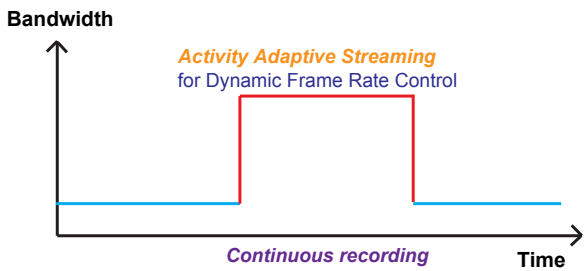 Bandwidth
Activity Adaptive Streaming
for Dynamic Frame Rate Control
Continuous recording
Time